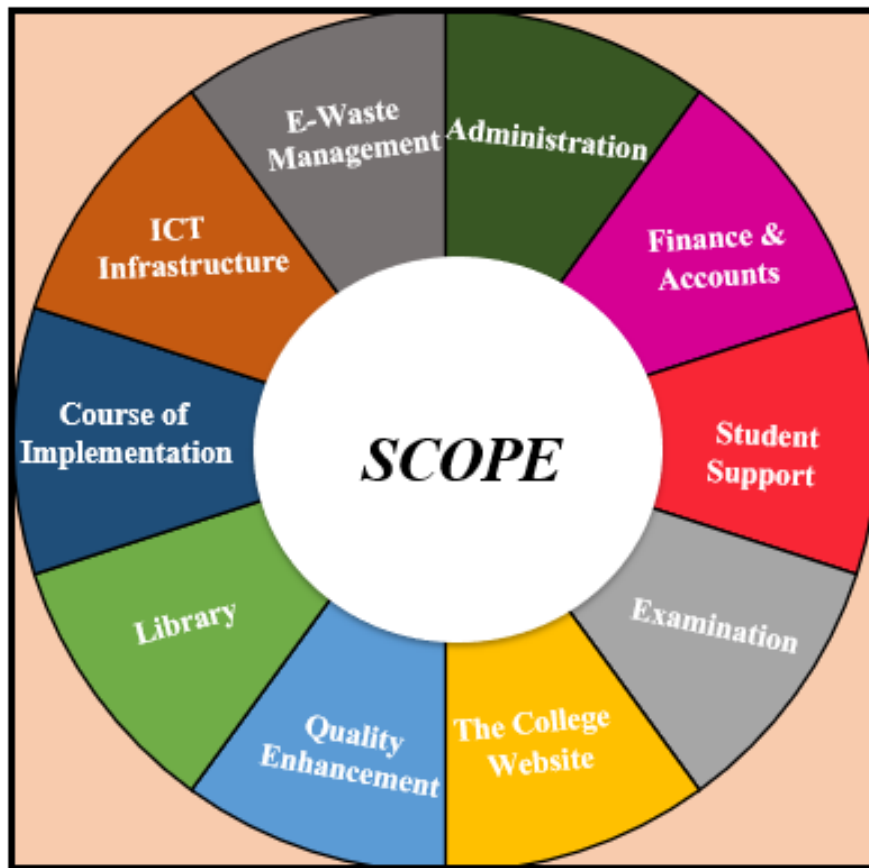 E-Waste
Management
Administration
Finance &
Accounts
Student
Support
Examination
The College
Website
Quality
Enhancement
Library
Course of
Implementation
ICT
Infrastructure
SCOPE